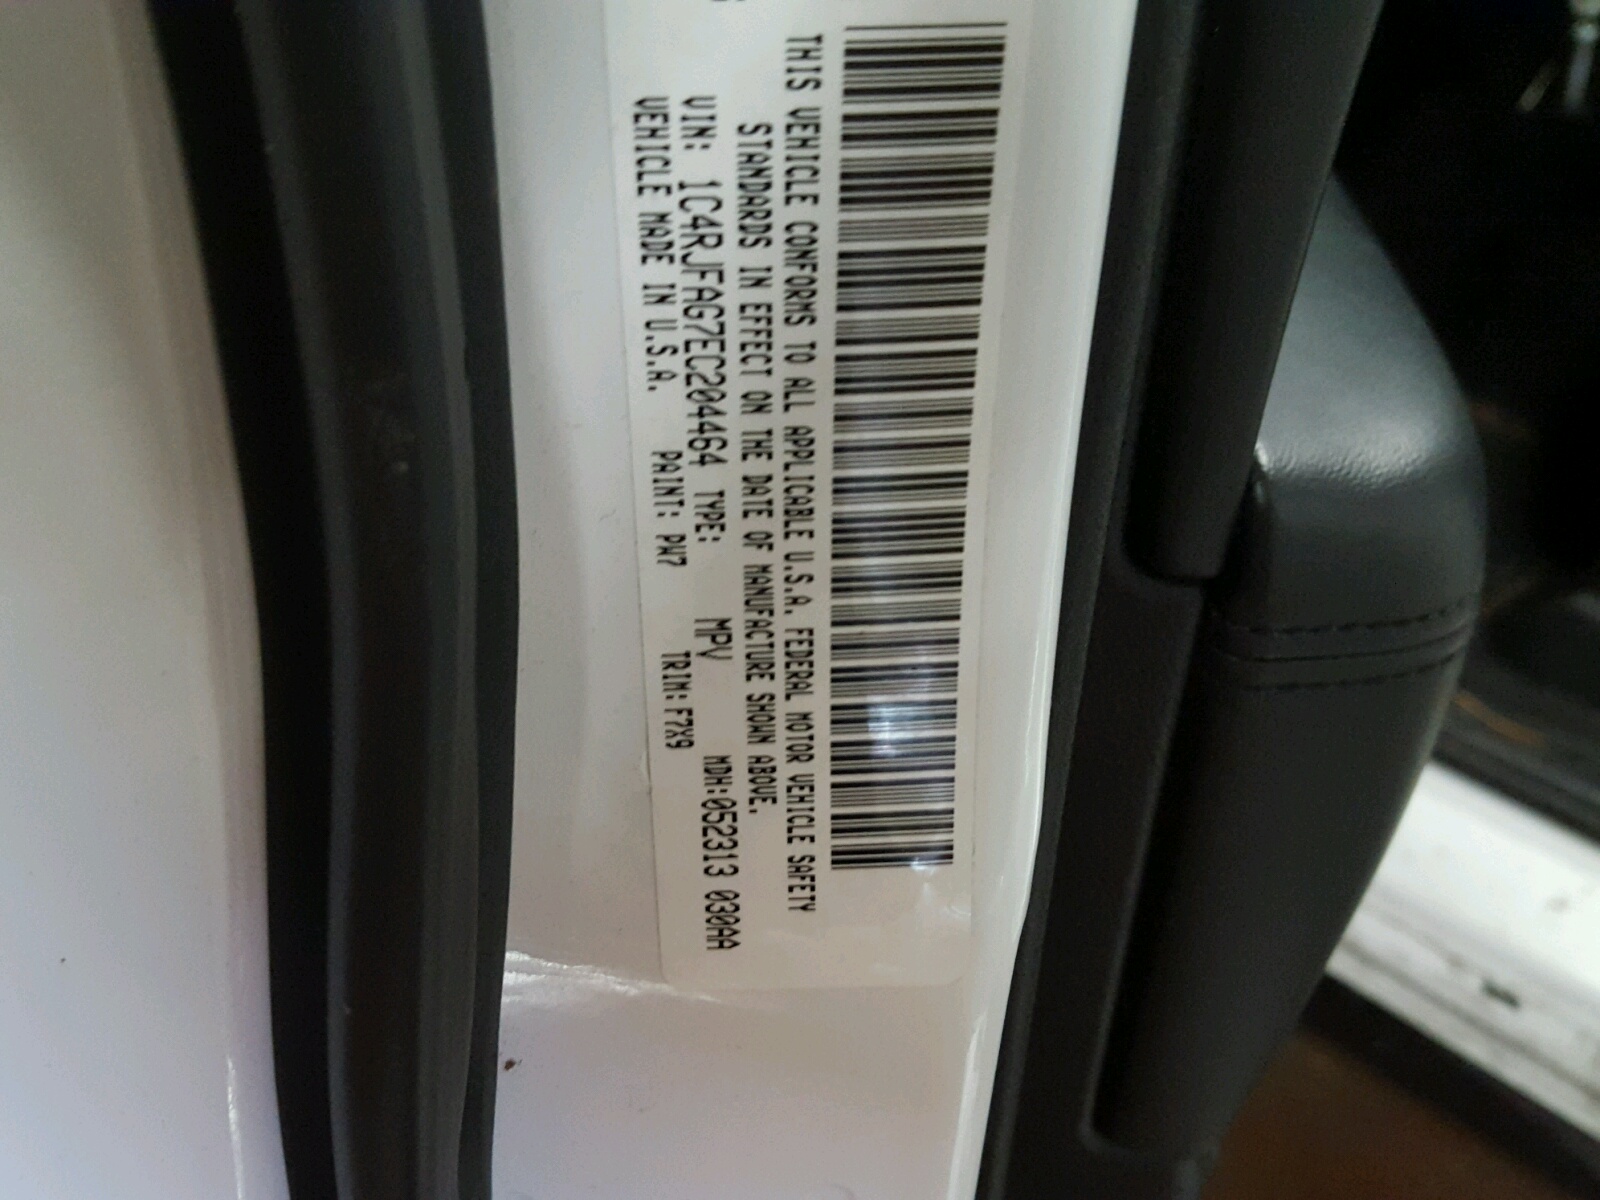 THIS VEHICLE CONFORMS TO ALL APPLICABLE U.S.A. FEDERAL MOTOR VEHICLE SAFETY
STANDARDS IN EFFECT ON THE DATE OF MANUFACTURE SHOWN ABOVE.
VIN: 1C4RJFAG7EC204464 TYPE: MPV MDH:052313 030AA
VEHICLE MADE IN U.S.A. PAINT: PW7 TRIM:F7X9